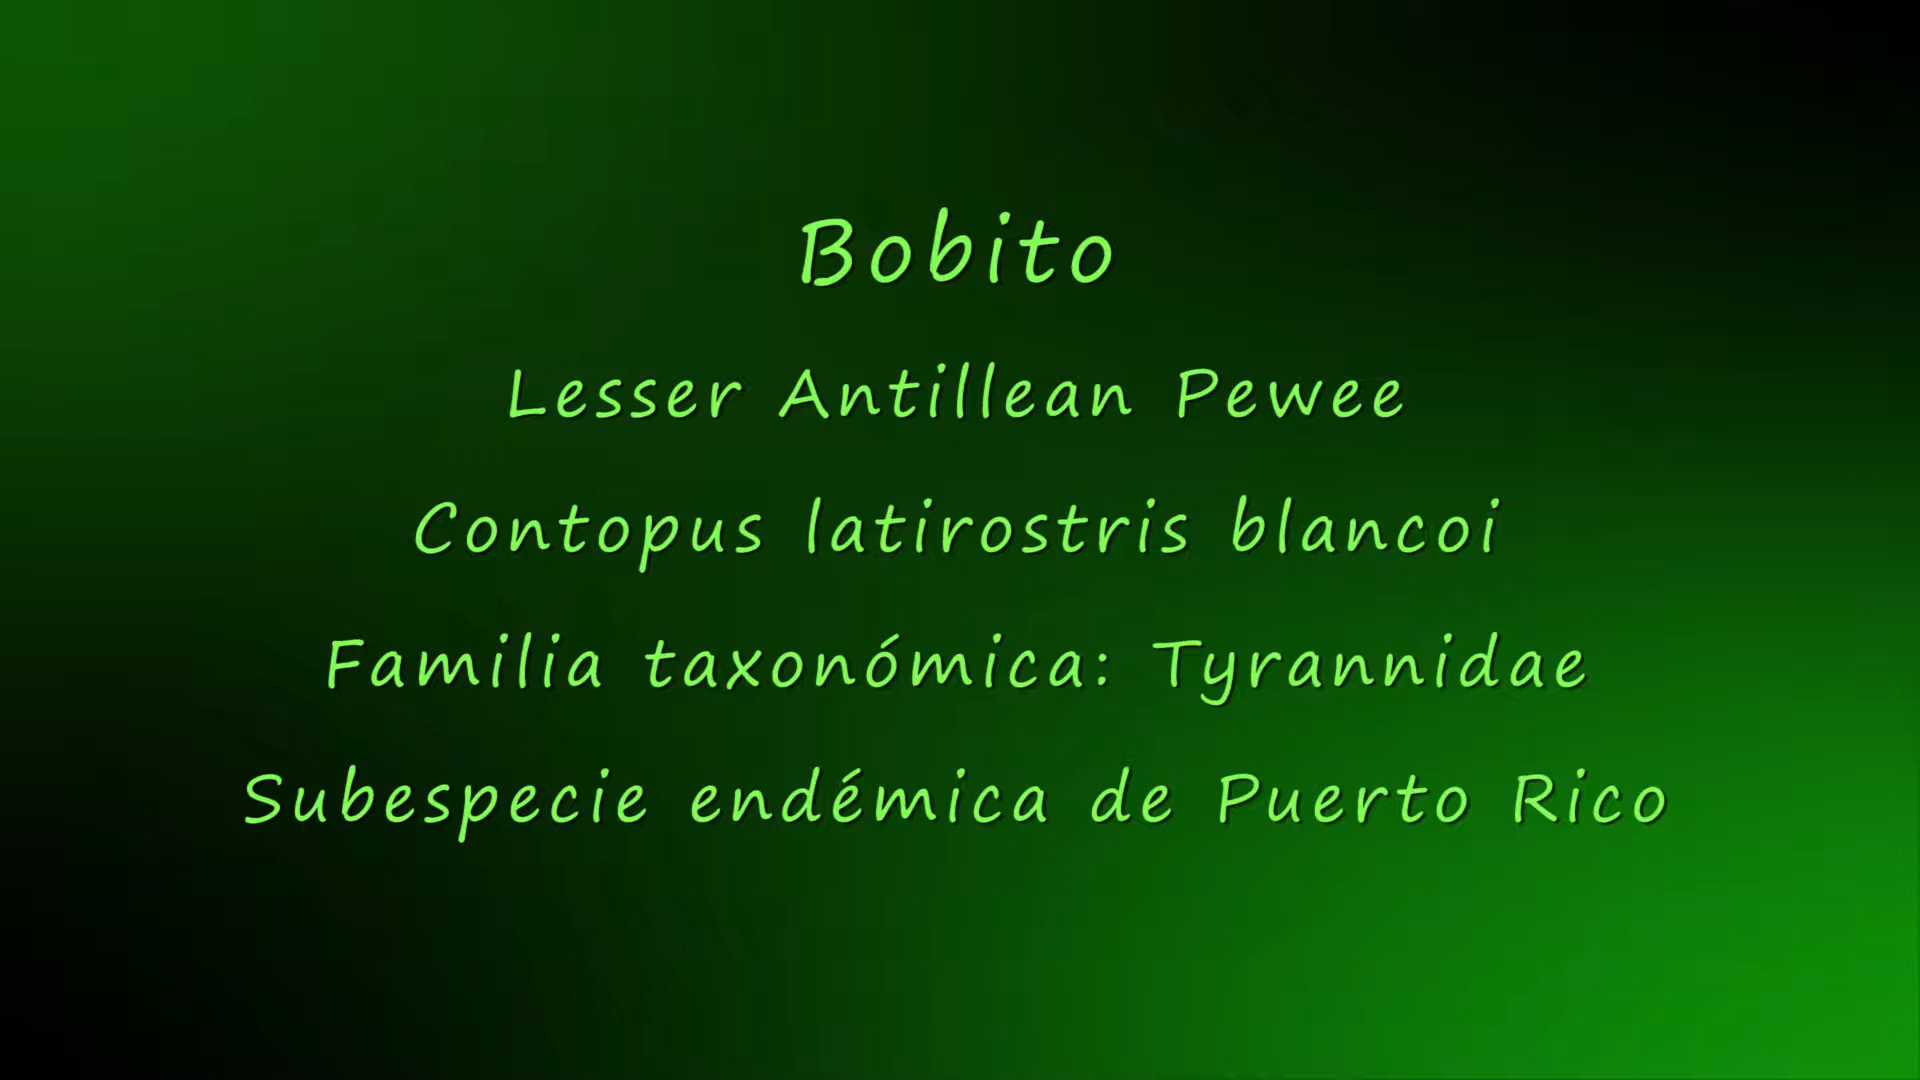 Bobito
Lesser Antillean Pewee
Contopus latirostris blancoi
Familia taxonómica: Tyrannidae
Subespecie endémica de Puerto Rico